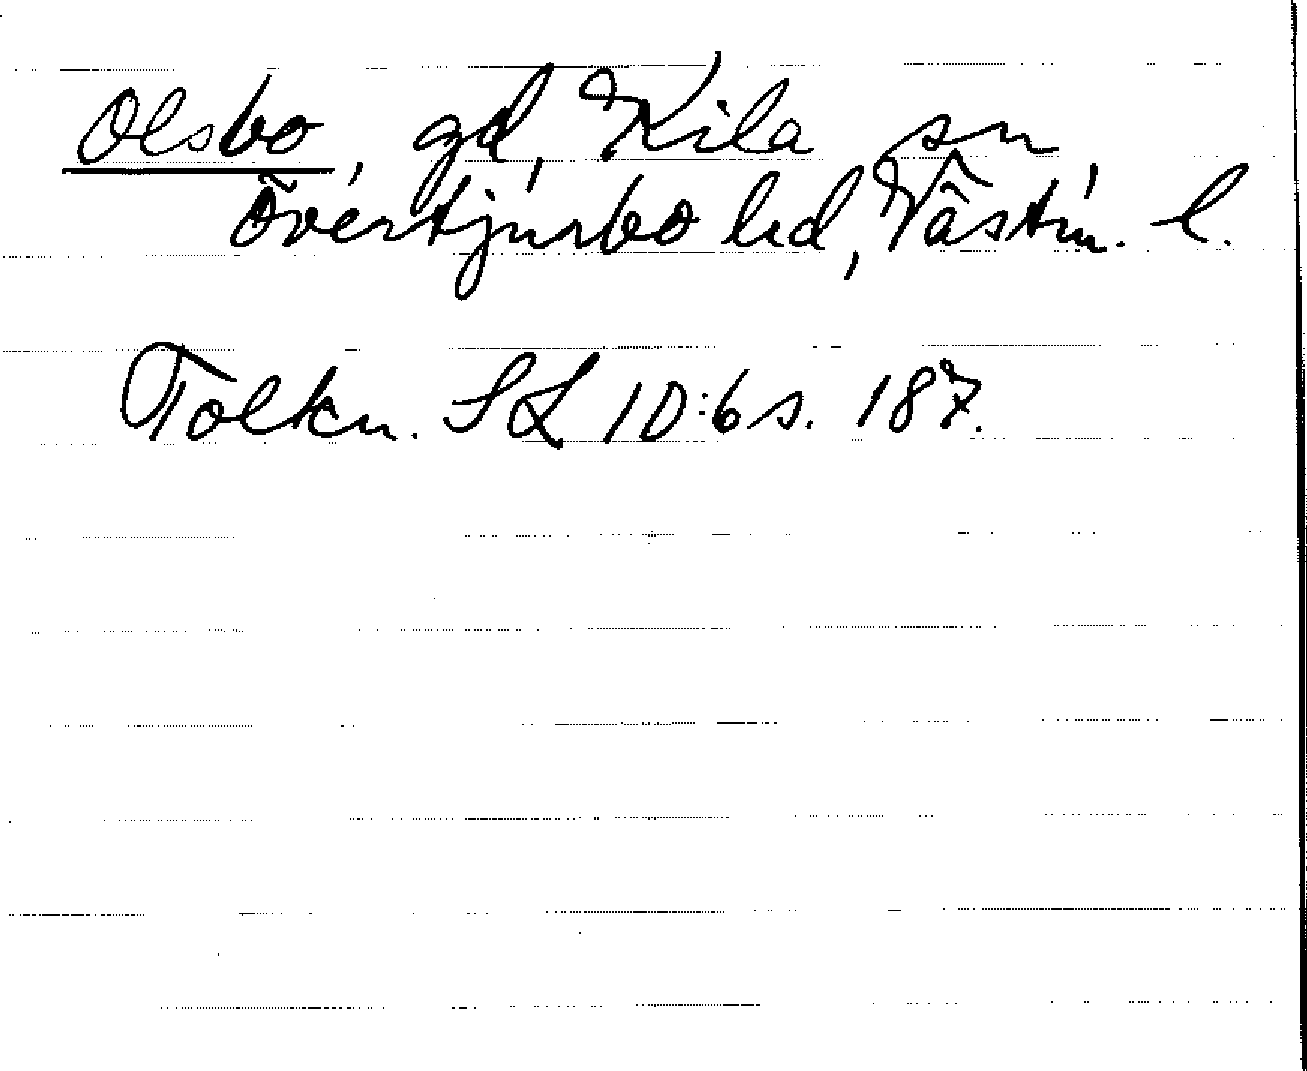 Olsbo, gd, Kila sn,
Övertjurbo hd, Västm. l.
Tolkn. SL 10:6 s. 187.